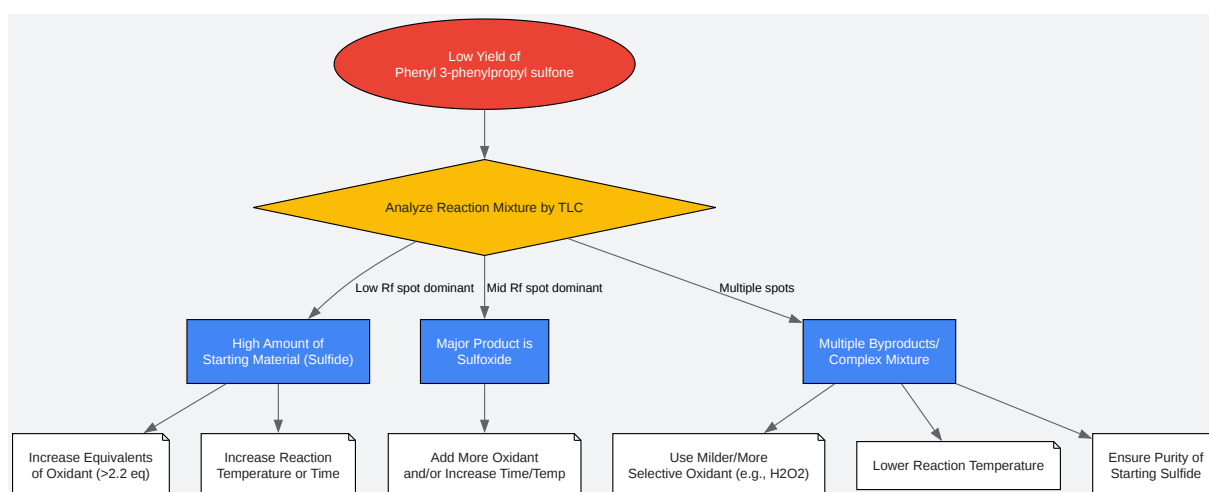 Low Yield of
Phenyl 3-phenylpropyl sulfone
Analyze Reaction Mixture by TLC
Low Rf spot dominant
Mid Rf spot dominant
Multiple spots
High Amount of
Starting Material (Sulfide)
Major Product is
Sulfoxide
Multiple Byproducts/
Complex Mixture
Increase Equivalents
of Oxidant (>2.2 eq)
Increase Reaction
Temperature or Time
Add More Oxidant
and/or Increase Time/Temp
Use Milder/More
Selective Oxidant (e.g., H2O2)
Lower Reaction Temperature
Ensure Purity of
Starting Sulfide